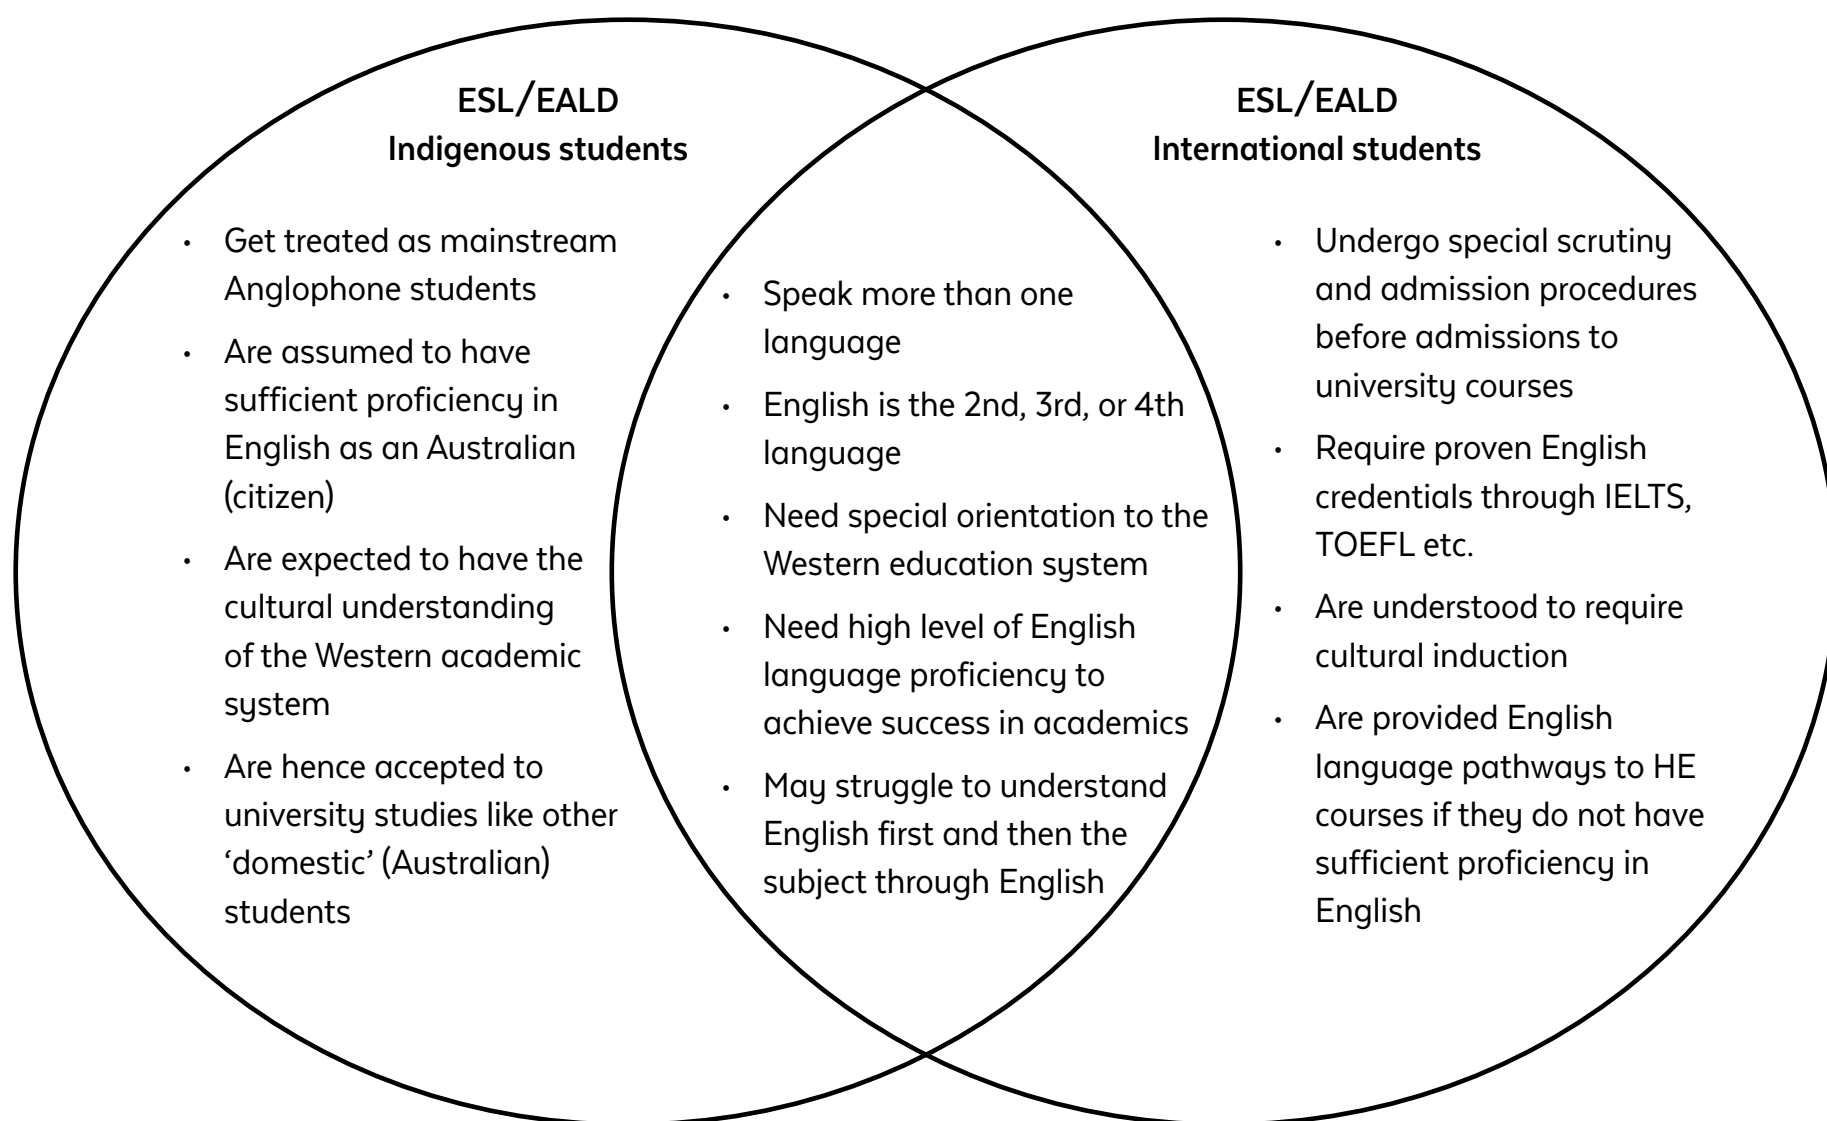 ESL/EALD
Indigenous students
• Get treated as mainstream
Anglophone students
• Are assumed to have
sufficient proficiency in
English as an Australian
(citizen)
• Are expected to have the
cultural understanding
of the Western academic
system
• Are hence accepted to
university studies like other
‘domestic’ (Australian)
students
• Speak more than one
language
• English is the 2nd, 3rd, or 4th
language
• Need special orientation to the
Western education system
• Need high level of English
language proficiency to
achieve success in academics
• May struggle to understand
English first and then the
subject through English
ESL/EALD
International students
• Undergo special scrutiny
and admission procedures
before admissions to
university courses
• Require proven English
credentials through IELTS,
TOEFL etc.
• Are understood to require
cultural induction
• Are provided English
language pathways to HE
courses if they do not have
sufficient proficiency in
English